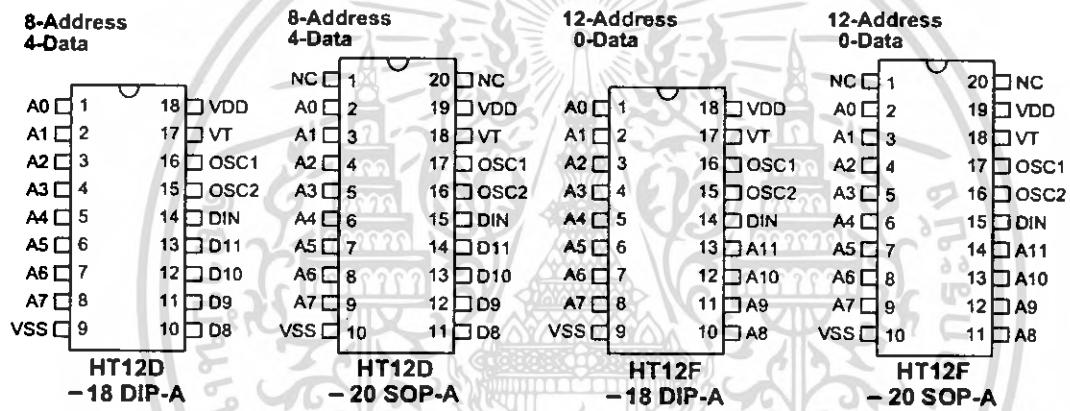 8-Address
4-Data
A0 1 18 VDD
A1 2 17 VT
A2 3 16 OSC1
A3 4 15 OSC2
A4 5 14 DIN
A5 6 13 D11
A6 7 12 D10
A7 8 11 D9
VSS 9 10 D8
HT12D
– 18 DIP-A
8-Address
4-Data
NC 1 20 NC
A0 2 19 VDD
A1 3 18 VT
A2 4 17 OSC1
A3 5 16 OSC2
A4 6 15 DIN
A5 7 14 D11
A6 8 13 D10
A7 9 12 D9
VSS 10 11 D8
HT12D
– 20 SOP-A
12-Address
0-Data
A0 1 18 VDD
A1 2 17 VT
A2 3 16 OSC1
A3 4 15 OSC2
A4 5 14 DIN
A5 6 13 A11
A6 7 12 A10
A7 8 11 A9
VSS 9 10 A8
HT12F
– 18 DIP-A
12-Address
0-Data
NC 1 20 NC
A0 2 19 VDD
A1 3 18 VT
A2 4 17 OSC1
A3 5 16 OSC2
A4 6 15 DIN
A5 7 14 A11
A6 8 13 A10
A7 9 12 A9
VSS 10 11 A8
HT12F
– 20 SOP-A